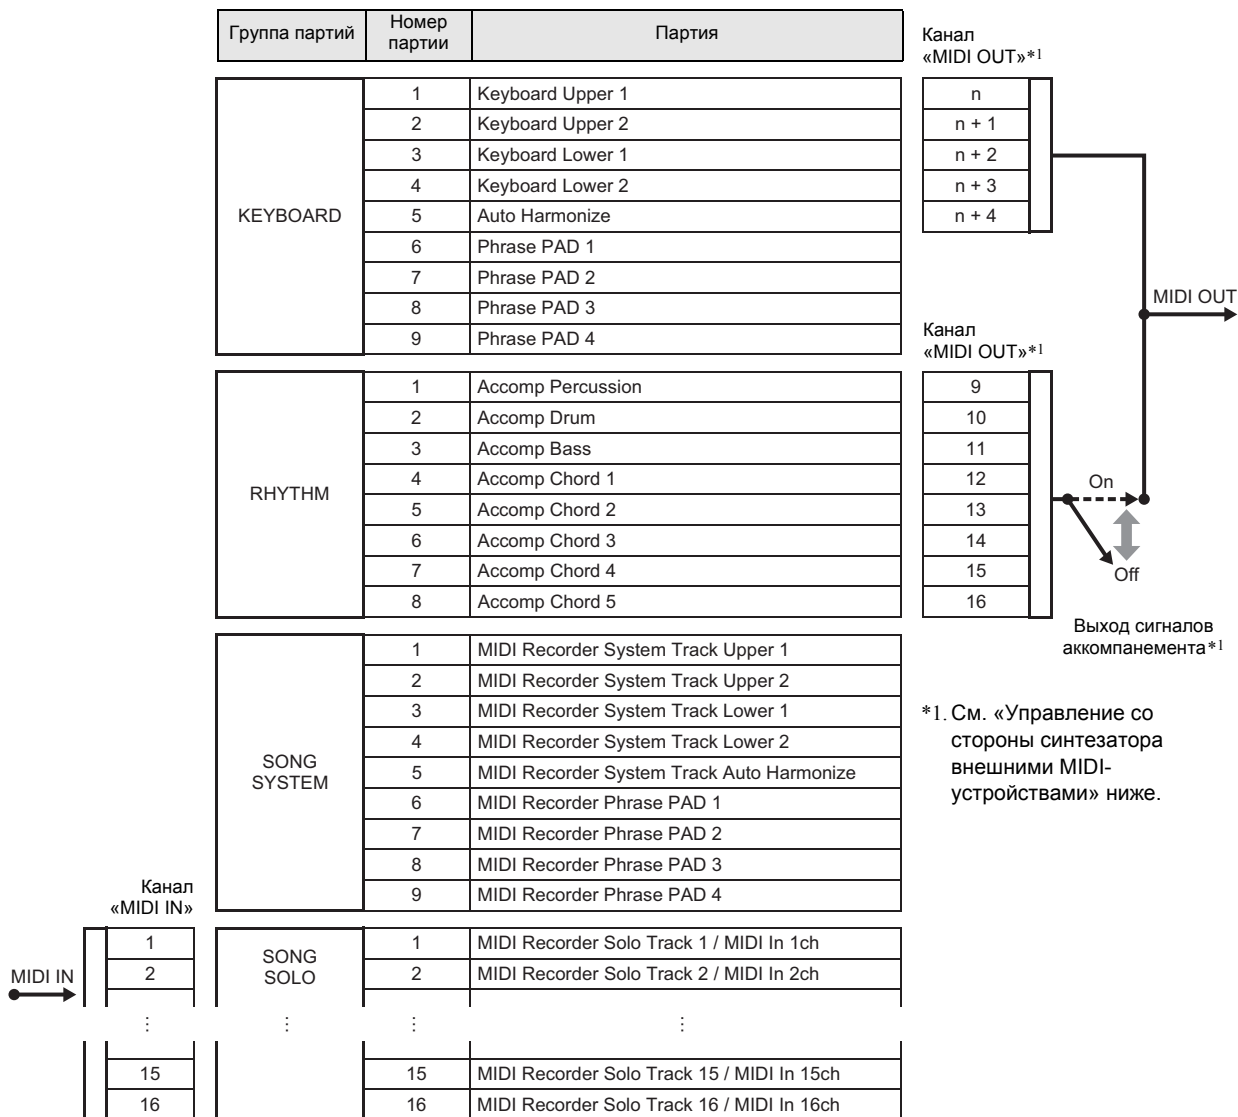 Группа партий
Номер
партии
Партия
Канал
«MIDI OUT»*1
KEYBOARD
1 Keyboard Upper 1 n
2 Keyboard Upper 2 n + 1
3 Keyboard Lower 1 n + 2
4 Keyboard Lower 2 n + 3
5 Auto Harmonize n + 4
6 Phrase PAD 1
7 Phrase PAD 2
8 Phrase PAD 3
9 Phrase PAD 4
MIDI OUT
Канал
«MIDI OUT»*1
RHYTHM
1 Accomp Percussion 9
2 Accomp Drum 10
3 Accomp Bass 11
4 Accomp Chord 1 12
5 Accomp Chord 2 13
6 Accomp Chord 3 14
7 Accomp Chord 4 15
8 Accomp Chord 5 16
On
Off
Выход сигналов
аккомпанемента*1
SONG
SYSTEM
1 MIDI Recorder System Track Upper 1
2 MIDI Recorder System Track Upper 2
3 MIDI Recorder System Track Lower 1
4 MIDI Recorder System Track Lower 2
5 MIDI Recorder System Track Auto Harmonize
6 MIDI Recorder Phrase PAD 1
7 MIDI Recorder Phrase PAD 2
8 MIDI Recorder Phrase PAD 3
9 MIDI Recorder Phrase PAD 4
*1. См. «Управление со
стороны синтезатора
внешними MIDI-
устройствами» ниже.
Канал
«MIDI IN»
MIDI IN
SONG
SOLO
1 1 MIDI Recorder Solo Track 1 / MIDI In 1ch
2 2 MIDI Recorder Solo Track 2 / MIDI In 2ch
⋮ ⋮ ⋮ ⋮
15 15 MIDI Recorder Solo Track 15 / MIDI In 15ch
16 16 MIDI Recorder Solo Track 16 / MIDI In 16ch